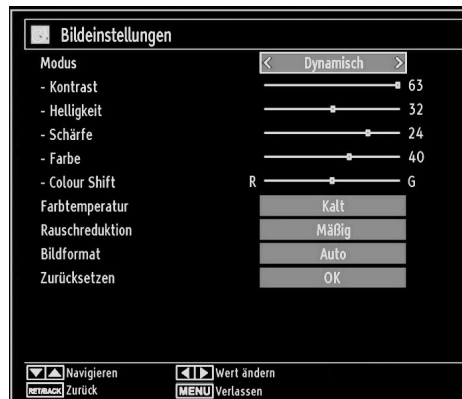 Bildeinstellungen
Modus < Dynamisch >
- Kontrast 63
- Helligkeit 32
- Schärfe 24
- Farbe 40
- Colour Shift R G
Farbtemperatur Kalt
Rauschreduktion Mäßig
Bildformat Auto
Zurücksetzen OK
Navigieren Wert ändern
RET/BACK Zurück MENU Verlassen